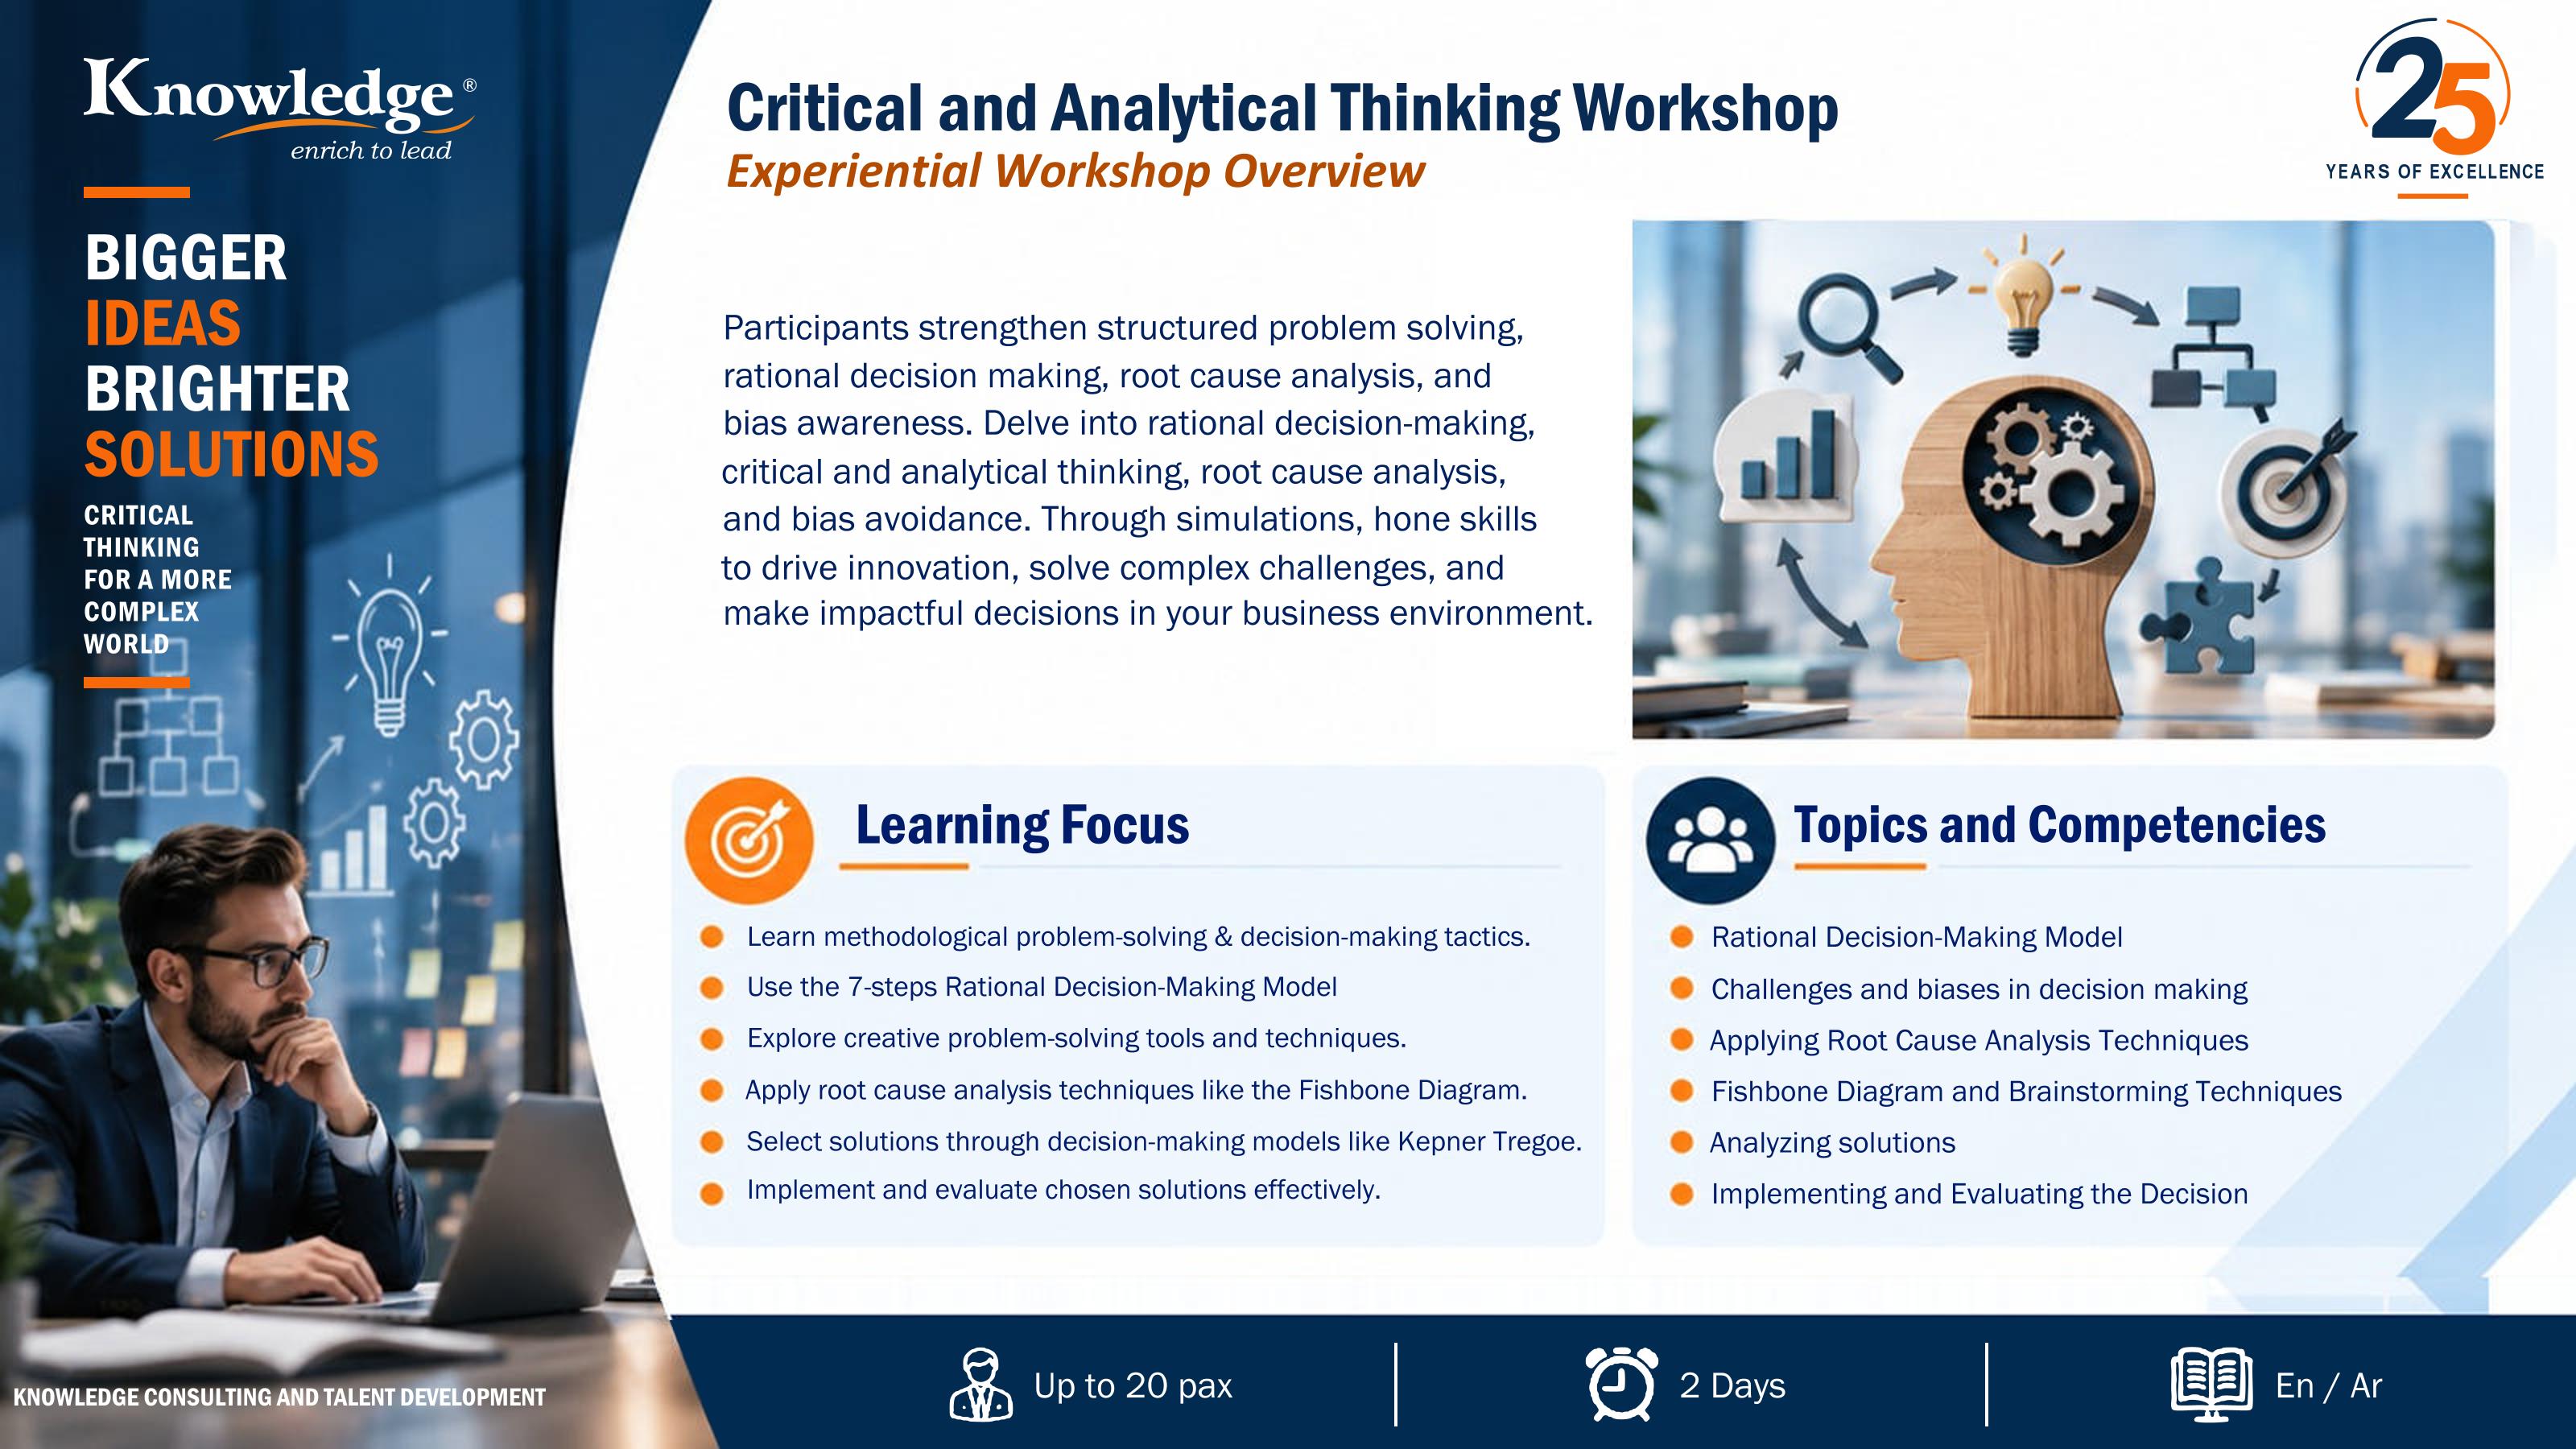 Knowledge®
enrich to lead
BIGGER
IDEAS
BRIGHTER
SOLUTIONS
CRITICAL
THINKING
FOR A MORE
COMPLEX
WORLD
KNOWLEDGE CONSULTING AND TALENT DEVELOPMENT
Critical and Analytical Thinking Workshop
Experiential Workshop Overview
25
YEARS OF EXCELLENCE
Participants strengthen structured problem solving,
rational decision making, root cause analysis, and
bias awareness. Delve into rational decision-making,
critical and analytical thinking, root cause analysis,
and bias avoidance. Through simulations, hone skills
to drive innovation, solve complex challenges, and
make impactful decisions in your business environment.
Learning Focus
Learn methodological problem-solving & decision-making tactics.
Use the 7-steps Rational Decision-Making Model
Explore creative problem-solving tools and techniques.
Apply root cause analysis techniques like the Fishbone Diagram.
Select solutions through decision-making models like Kepner Tregoe.
Implement and evaluate chosen solutions effectively.
Topics and Competencies
Rational Decision-Making Model
Challenges and biases in decision making
Applying Root Cause Analysis Techniques
Fishbone Diagram and Brainstorming Techniques
Analyzing solutions
Implementing and Evaluating the Decision
Up to 20 pax
2 Days
En / Ar